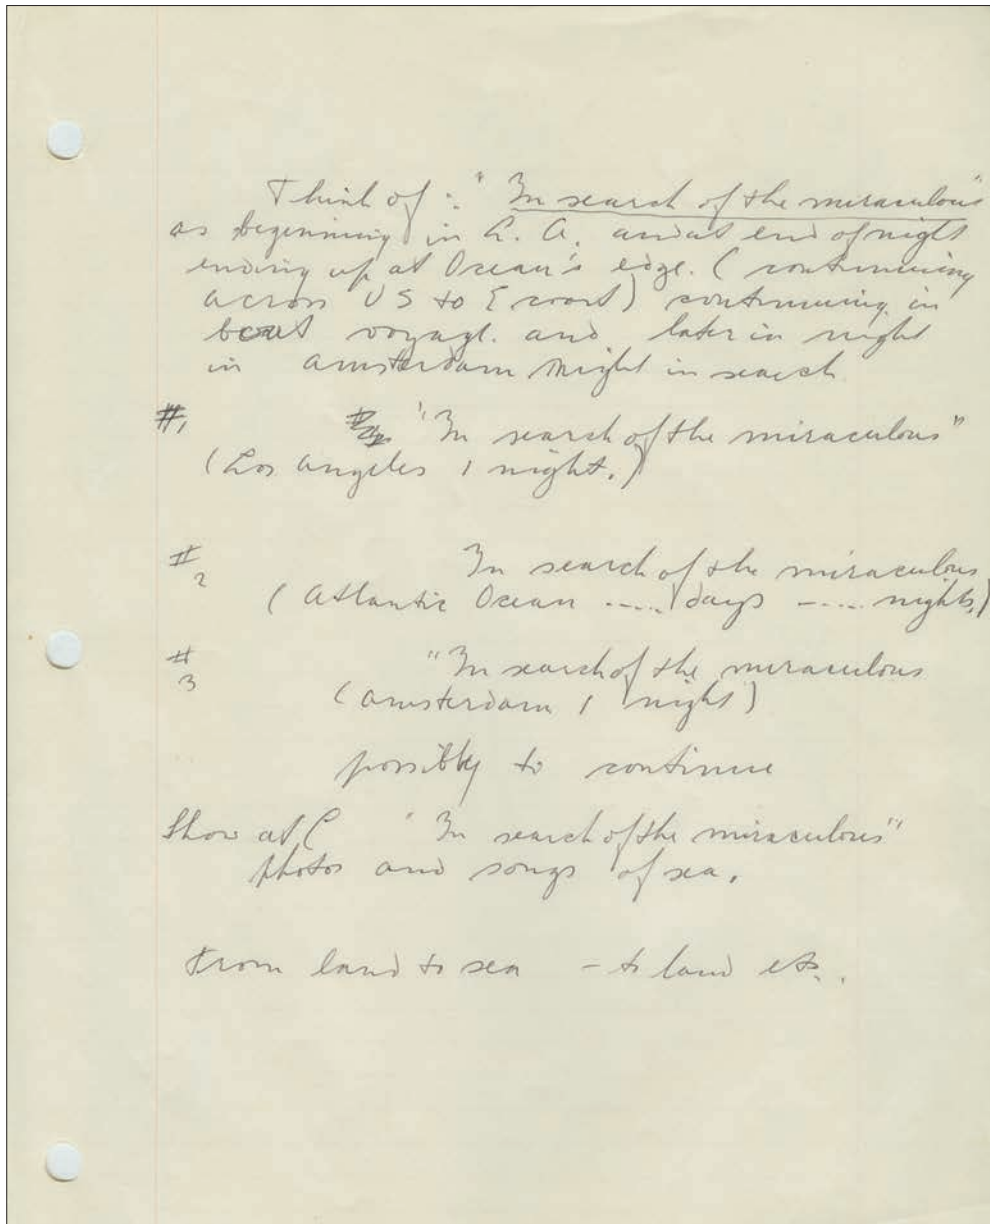 Think of : "In search of the miraculous"
as beginning in L. A. and at end of night
ending up at Ocean's edge. ( continuing
across US to E coast) continuing in
boat voyage. and later in night
in Amsterdam Night in search
#1 "In search of the miraculous"
(Los Angeles 1 night.)
#2 In search of the miraculous
( Atlantic Ocean ..... days ..... nights.)
#3 "In search of the miraculous
(Amsterdam 1 night)
possibly to continue
Show at C "In search of the miraculous"
photos and songs of sea.
From land to sea - to land etc..